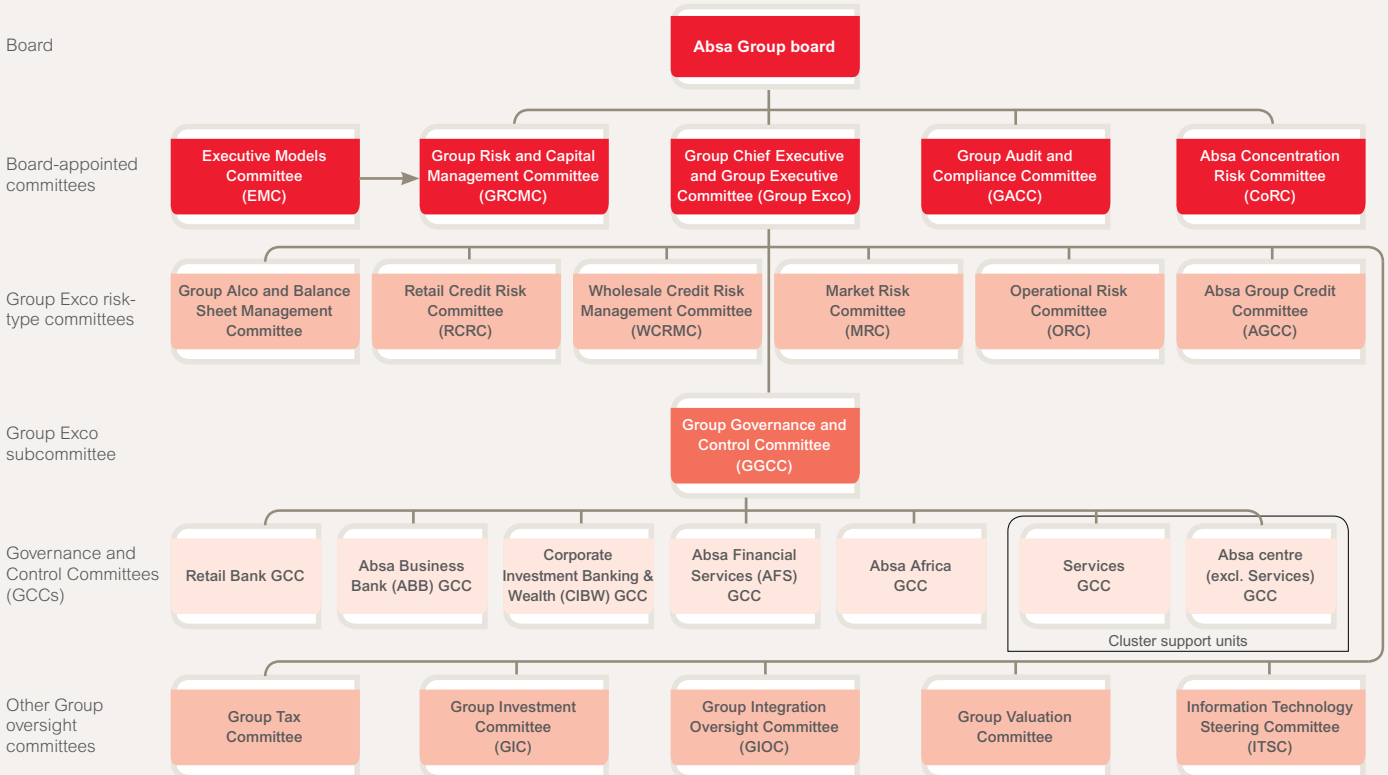 Board
Absa Group board
Board-appointed
committees
Executive Models
Committee
(EMC)
Group Risk and Capital
Management Committee
(GRCMC)
Group Chief Executive
and Group Executive
Committee (Group Exco)
Group Audit and
Compliance Committee
(GACC)
Absa Concentration
Risk Committee
(CoRC)
Group Exco risk-
type committees
Group Alco and Balance
Sheet Management
Committee
Retail Credit Risk
Committee
(RCRC)
Wholesale Credit Risk
Management Committee
(WCRMC)
Market Risk
Committee
(MRC)
Operational Risk
Committee
(ORC)
Absa Group Credit
Committee
(AGCC)
Group Exco
subcommittee
Group Governance and
Control Committee
(GGCC)
Governance and
Control Committees
(GCCs)
Retail Bank GCC
Absa Business
Bank (ABB) GCC
Corporate
Investment Banking &
Wealth (CIBW) GCC
Absa Financial
Services (AFS)
GCC
Absa Africa
GCC
Services
GCC
Absa centre
(excl. Services)
GCC
Cluster support units
Other Group
oversight
committees
Group Tax
Committee
Group Investment
Committee
(GIC)
Group Integration
Oversight Committee
(GIOC)
Group Valuation
Committee
Information Technology
Steering Committee
(ITSC)